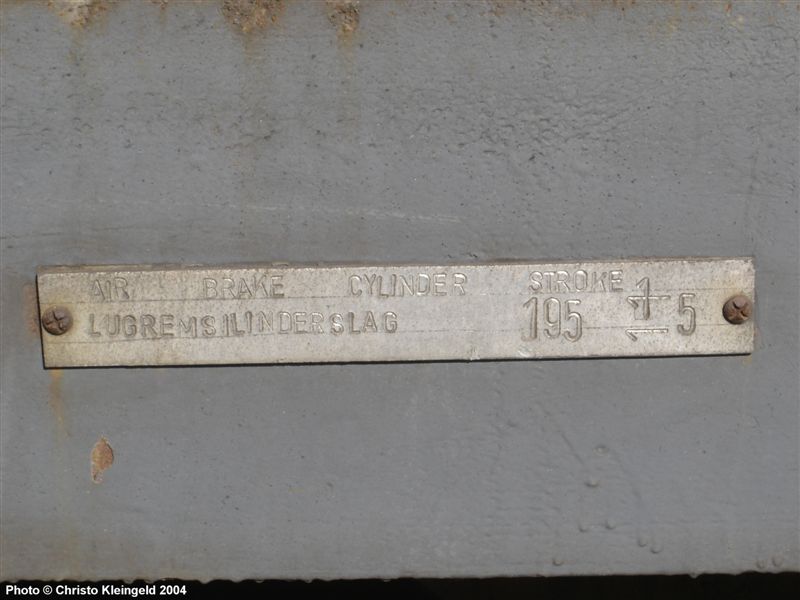 AIR BRAKE CYLINDER STROKE
LUGREMSILINDERSLAG 195 ± 5
Photo © Christo Kleingeld 2004